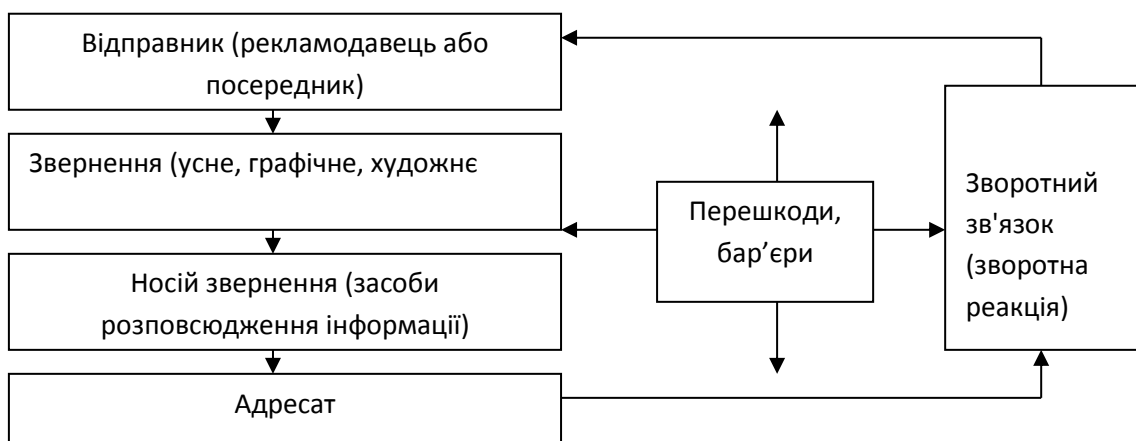 Відправник (рекламодавець або
посередник)
Звернення (усне, графічне, художнє
Носій звернення (засоби
розповсюдження інформації)
Адресат
Перешкоди,
бар’єри
Зворотний
зв'язок
(зворотна
реакція)